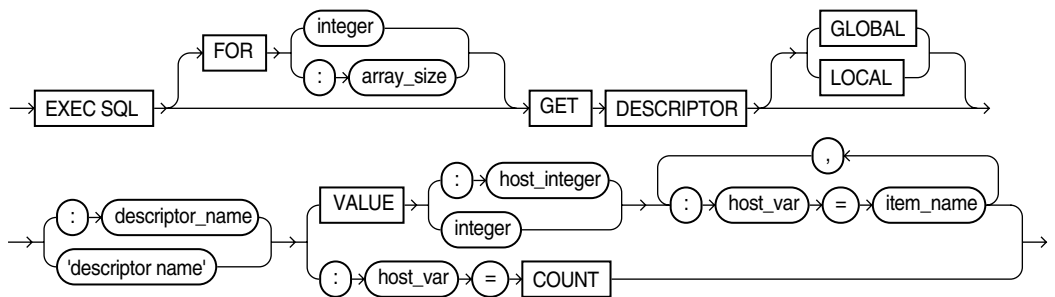 integer
FOR
: array_size
GLOBAL
LOCAL
EXEC SQL
GET DESCRIPTOR
,
: descriptor_name
'descriptor name'
VALUE
: host_integer
integer
: host_var = item_name
: host_var = COUNT